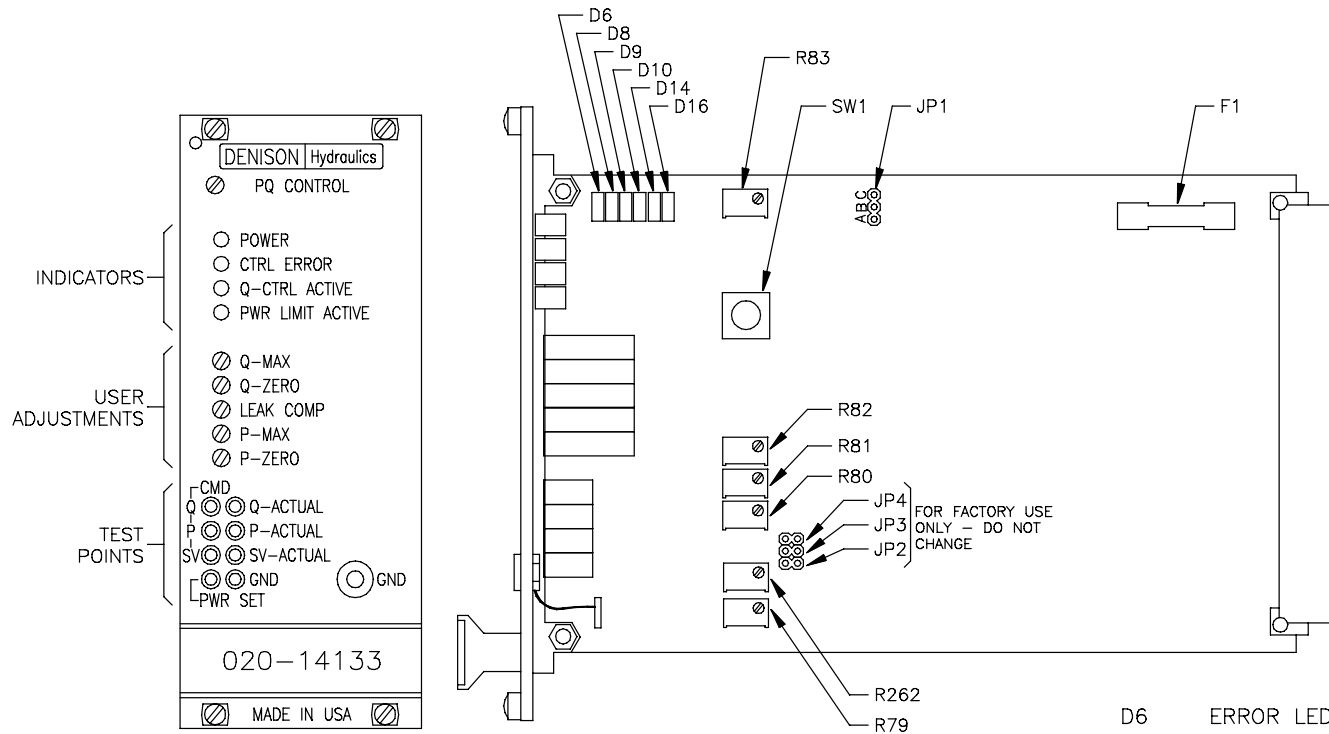 D6
D8
D9
D10
D14
D16
R83
SW1
JP1
F1
A B C
DENISON Hydraulics
PQ CONTROL
INDICATORS
POWER
CTRL ERROR
Q-CTRL ACTIVE
PWR LIMIT ACTIVE
USER
ADJUSTMENTS
Q-MAX
Q-ZERO
LEAK COMP
P-MAX
P-ZERO
TEST
POINTS
CMD
Q Q-ACTUAL
P P-ACTUAL
SV SV-ACTUAL
GND
PWR SET
GND
020-14133
MADE IN USA
R82
R81
R80
JP4
JP3
JP2
FOR FACTORY USE
ONLY - DO NOT
CHANGE
R262
R79
D6 ERROR LED